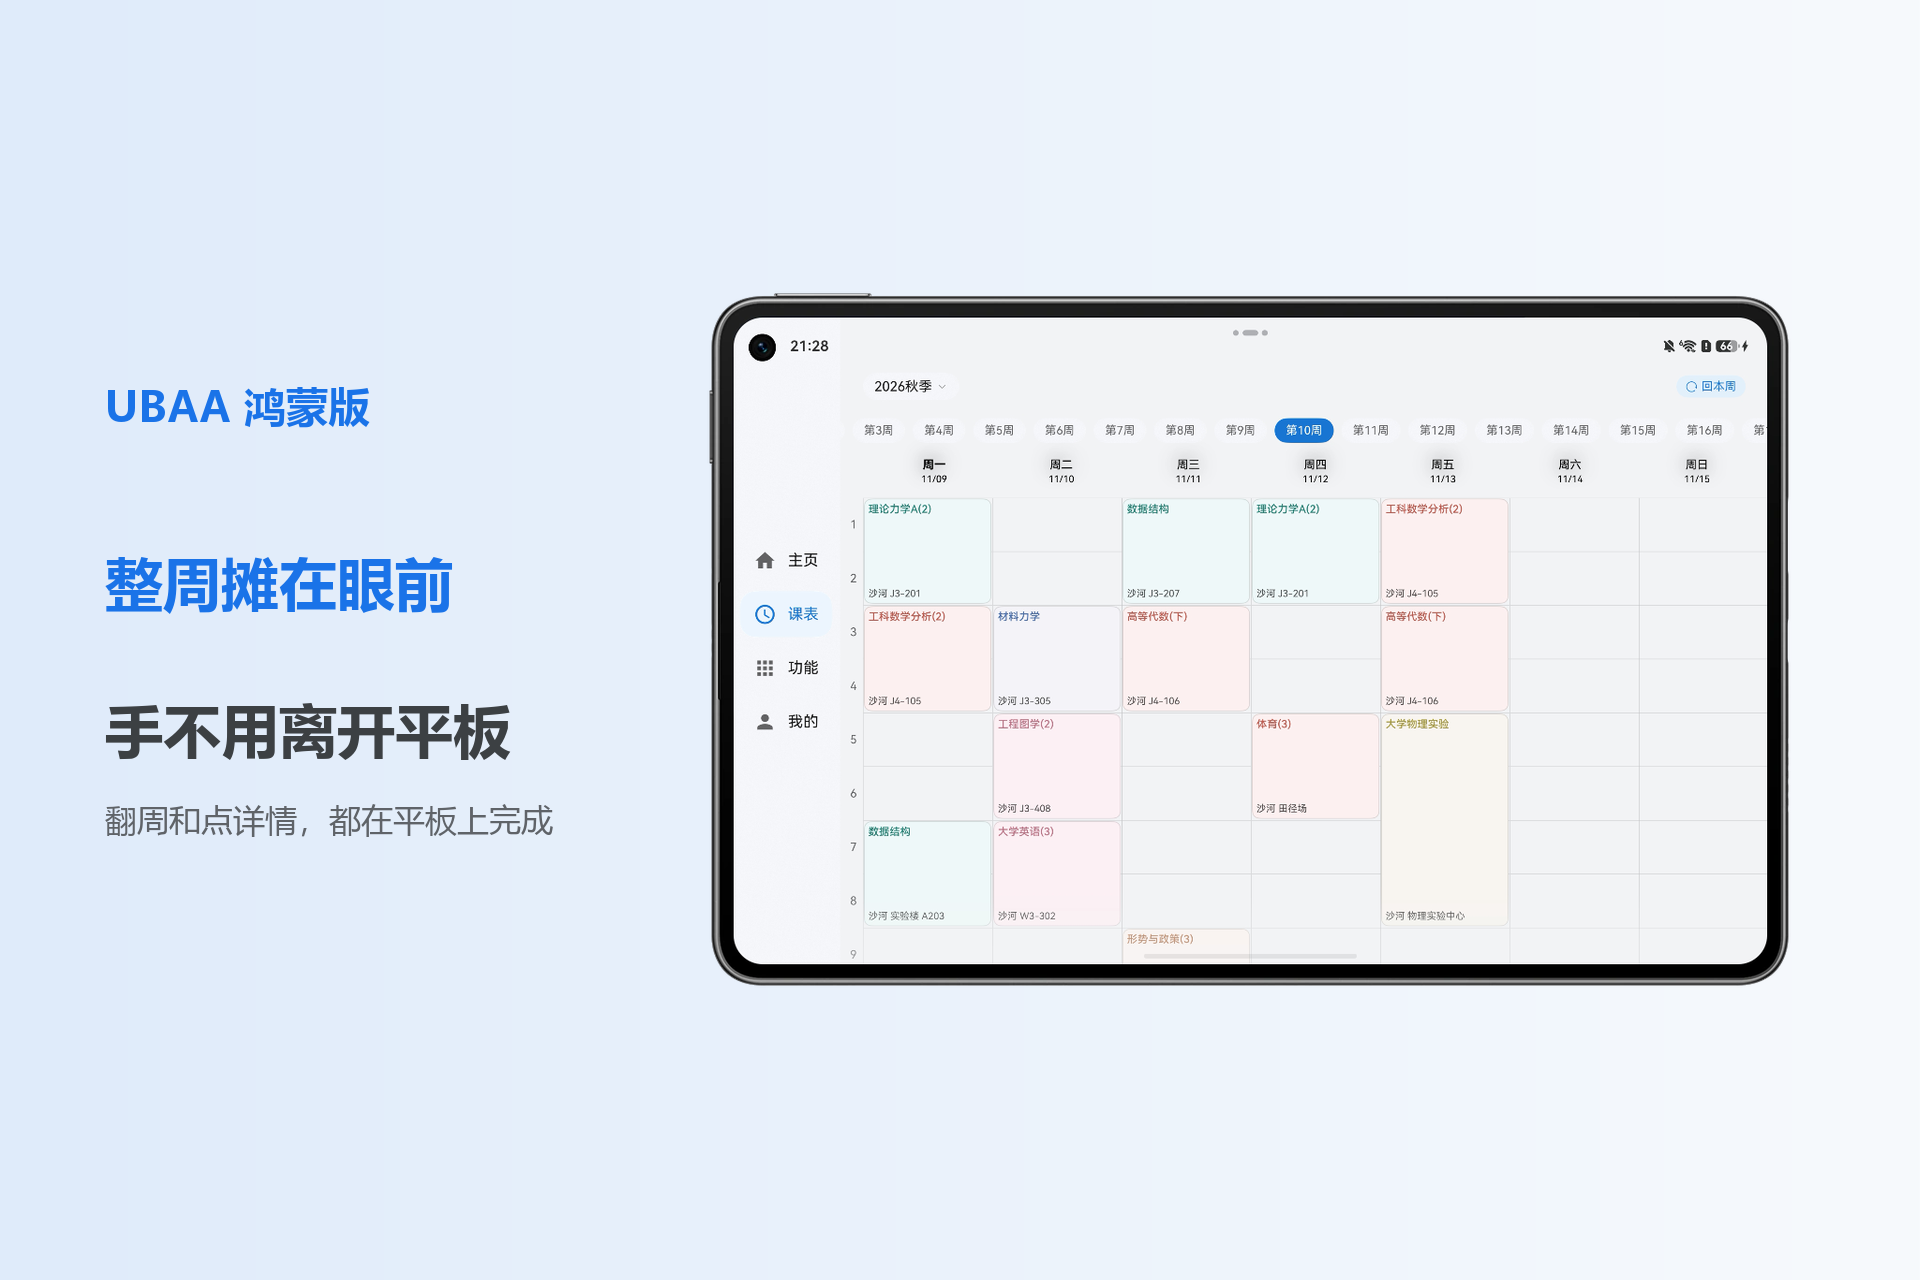 UBAA 鸿蒙版
整周摊在眼前
手不用离开平板
翻周和点详情，都在平板上完成
21:28
66
2026秋季
回本周
第3周 第4周 第5周 第6周 第7周 第8周 第9周 第10周 第11周 第12周 第13周 第14周 第15周 第16周 第1
周一 周二 周三 周四 周五 周六 周日
11/09 11/10 11/11 11/12 11/13 11/14 11/15
主页
课表
功能
我的
1
理论力学A(2) 数据结构 理论力学A(2) 工科数学分析(2)
2
沙河 J3-201 沙河 J3-207 沙河 J3-201 沙河 J4-105
3
工科数学分析(2) 材料力学 高等代数(下) 高等代数(下)
4
沙河 J4-105 沙河 J3-305 沙河 J4-106 沙河 J4-106
5
工程图学(2) 体育(3) 大学物理实验
6
沙河 J3-408 沙河 田径场
7
数据结构 大学英语(3)
8
沙河 实验楼 A203 沙河 W3-302 沙河 物理实验中心
9
形势与政策(3)